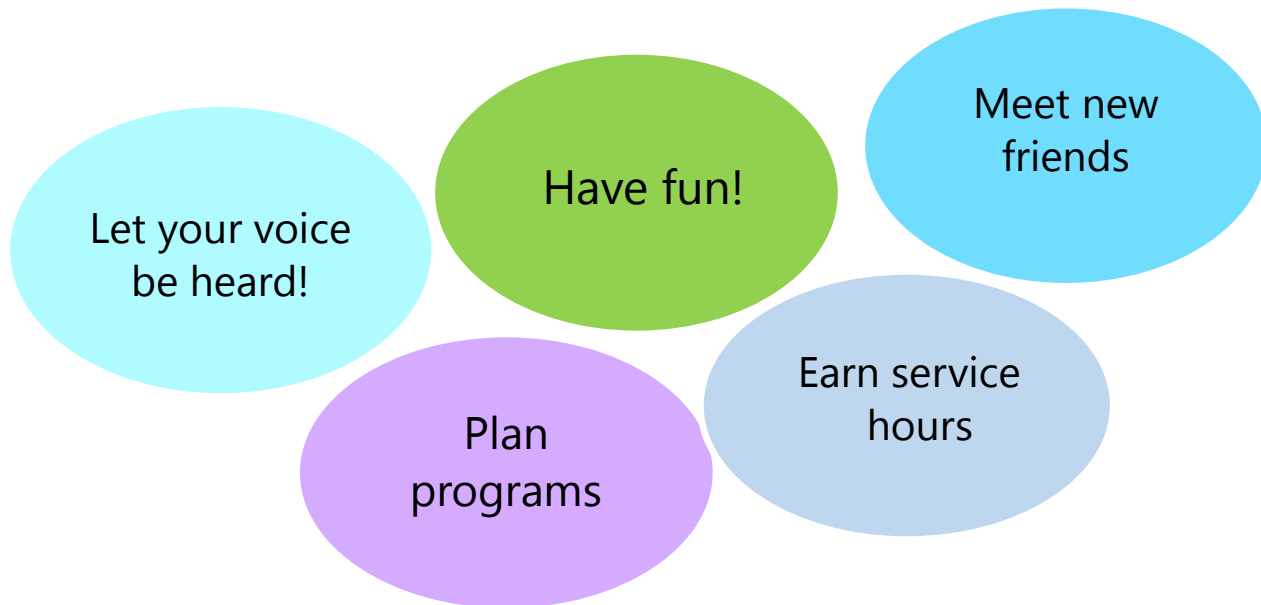 Let your voice
be heard!
Have fun!
Meet new
friends
Plan
programs
Earn service
hours